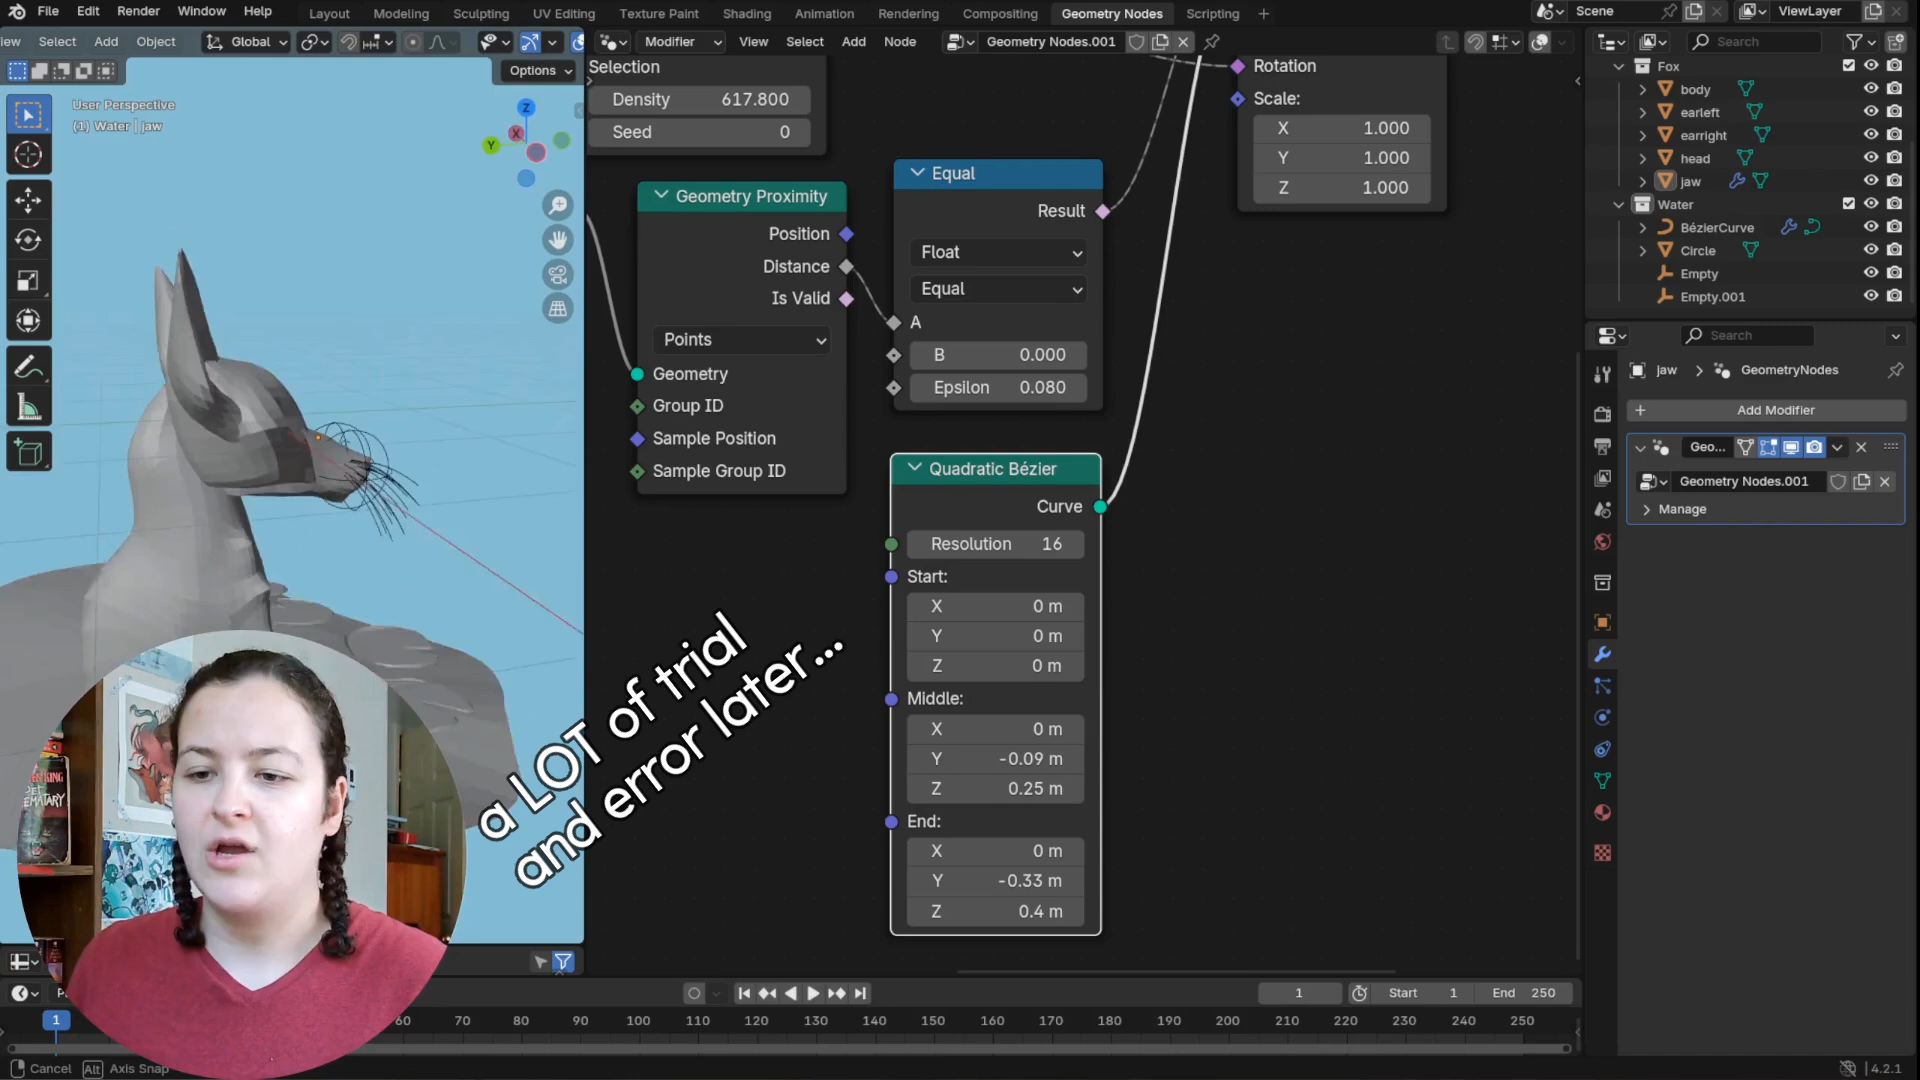 File Edit Render Window Help Layout Modeling Sculpting UV Editing Texture Paint Shading Animation Rendering Compositing Geometry Nodes Scripting + Scene ViewLayer
iew Select Add Object Global Modifier View Select Add Node Geometry Nodes.001 Search
Options
User Perspective
(1) Water | jaw
Z
X
Y
Selection
Density 617.800
Seed 0
Geometry Proximity
Position
Distance
Is Valid
Points
Geometry
Group ID
Sample Position
Sample Group ID
Equal
Result
Float
Equal
A
B 0.000
Epsilon 0.080
Quadratic Bézier
Curve
Resolution 16
Start:
X 0 m
Y 0 m
Z 0 m
Middle:
X 0 m
Y -0.09 m
Z 0.25 m
End:
X 0 m
Y -0.33 m
Z 0.4 m
Rotation
Scale:
X 1.000
Y 1.000
Z 1.000
a LOT of trial
and error later...
Fox
body
earleft
earright
head
jaw
Water
BézierCurve
Circle
Empty
Empty.001
Search
jaw > GeometryNodes
+ Add Modifier
Geo...
Geometry Nodes.001
Manage
1 Start 1 End 250
1 60 70 80 90 100 110 120 130 140 150 160 170 180 190 200 210 220 230 240 250
Cancel Alt Axis Snap 4.2.1